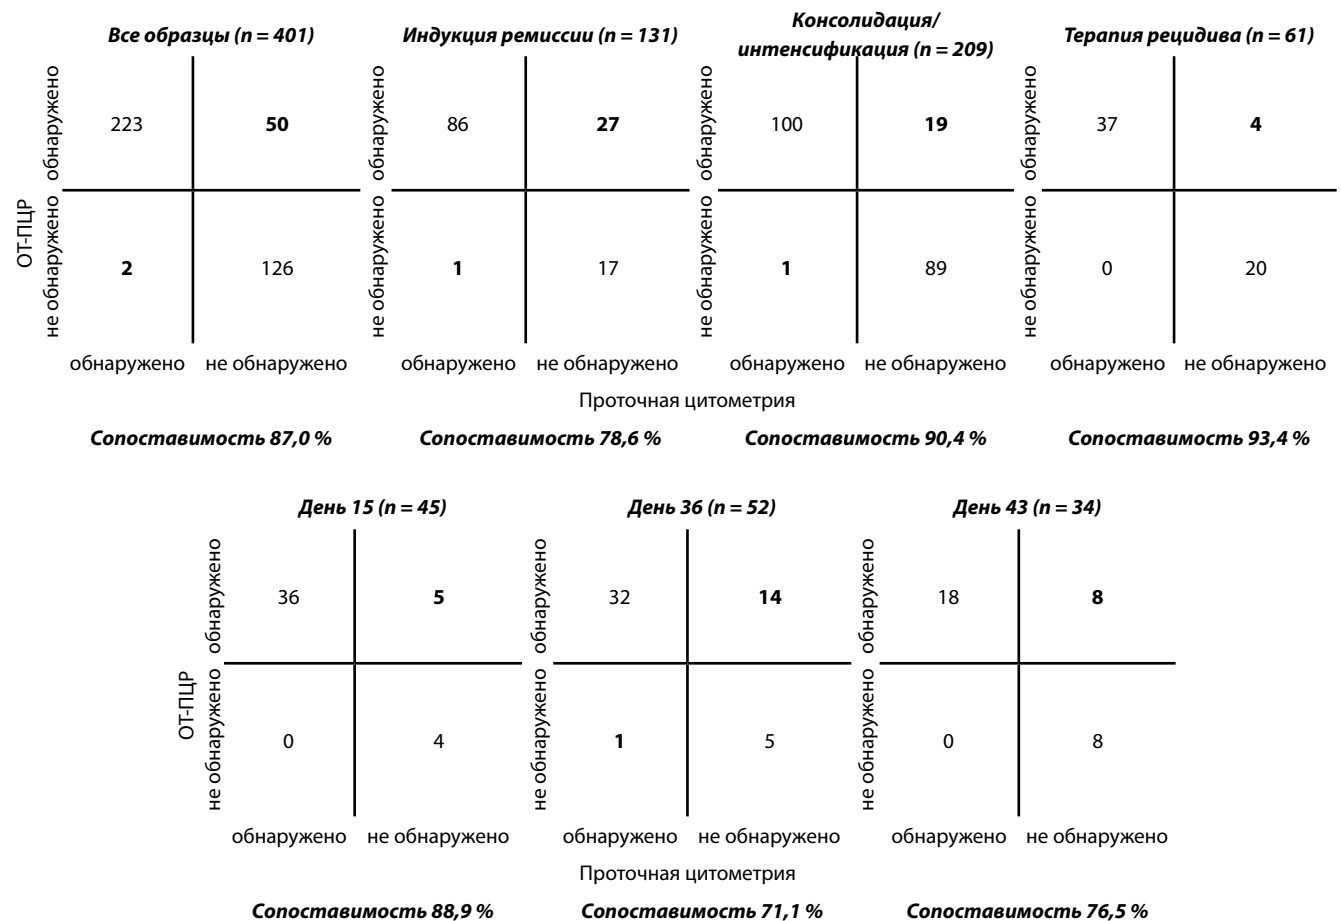 Все образцы (n = 401)
Индукция ремиссии (n = 131)
Консолидация/
интенсификация (n = 209)
Терапия рецидива (n = 61)
ОТ-ПЦР
обнаружено
223
50
обнаружено
86
27
обнаружено
100
19
обнаружено
37
4
не обнаружено
2
126
не обнаружено
1
17
не обнаружено
1
89
не обнаружено
0
20
обнаружено
не обнаружено
обнаружено
не обнаружено
обнаружено
не обнаружено
обнаружено
не обнаружено
Проточная цитометрия
Сопоставимость 87,0 %
Сопоставимость 78,6 %
Сопоставимость 90,4 %
Сопоставимость 93,4 %
День 15 (n = 45)
День 36 (n = 52)
День 43 (n = 34)
ОТ-ПЦР
обнаружено
36
5
обнаружено
32
14
обнаружено
18
8
не обнаружено
0
4
не обнаружено
1
5
не обнаружено
0
8
обнаружено
не обнаружено
обнаружено
не обнаружено
обнаружено
не обнаружено
Проточная цитометрия
Сопоставимость 88,9 %
Сопоставимость 71,1 %
Сопоставимость 76,5 %